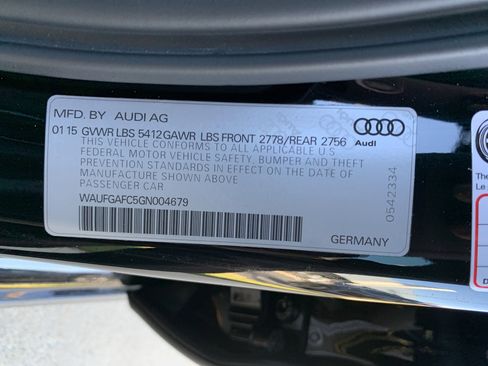 MFD. BY AUDI AG
01 15 GVWR LBS 5412 GAWR LBS FRONT 2778/REAR 2756
THIS VEHICLE CONFORMS TO ALL APPLICABLE U.S
FEDERAL MOTOR VEHICLE SAFETY, BUMPER AND THEFT
PREVENTION STANDARDS IN EFFECT ON THE DATE OF
MANUFACTURE SHOWN ABOVE
PASSENGER CAR
WAUFGAFC5GN004679
Audi
0542334
GERMANY
The
Le